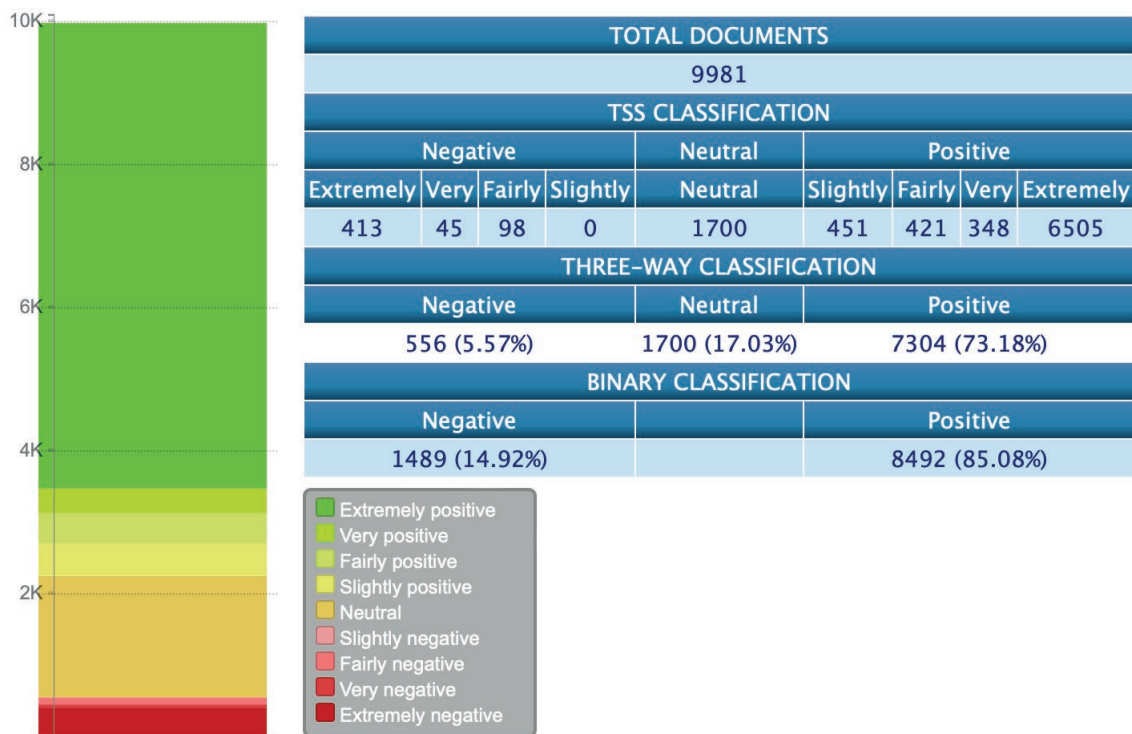 10K
8K
6K
4K
2K
TOTAL DOCUMENTS
9981
TSS CLASSIFICATION
Negative Neutral Positive
Extremely Very Fairly Slightly Neutral Slightly Fairly Very Extremely
413 45 98 0 1700 451 421 348 6505
THREE-WAY CLASSIFICATION
Negative Neutral Positive
556 (5.57%) 1700 (17.03%) 7304 (73.18%)
BINARY CLASSIFICATION
Negative Positive
1489 (14.92%) 8492 (85.08%)
Extremely positive
Very positive
Fairly positive
Slightly positive
Neutral
Slightly negative
Fairly negative
Very negative
Extremely negative